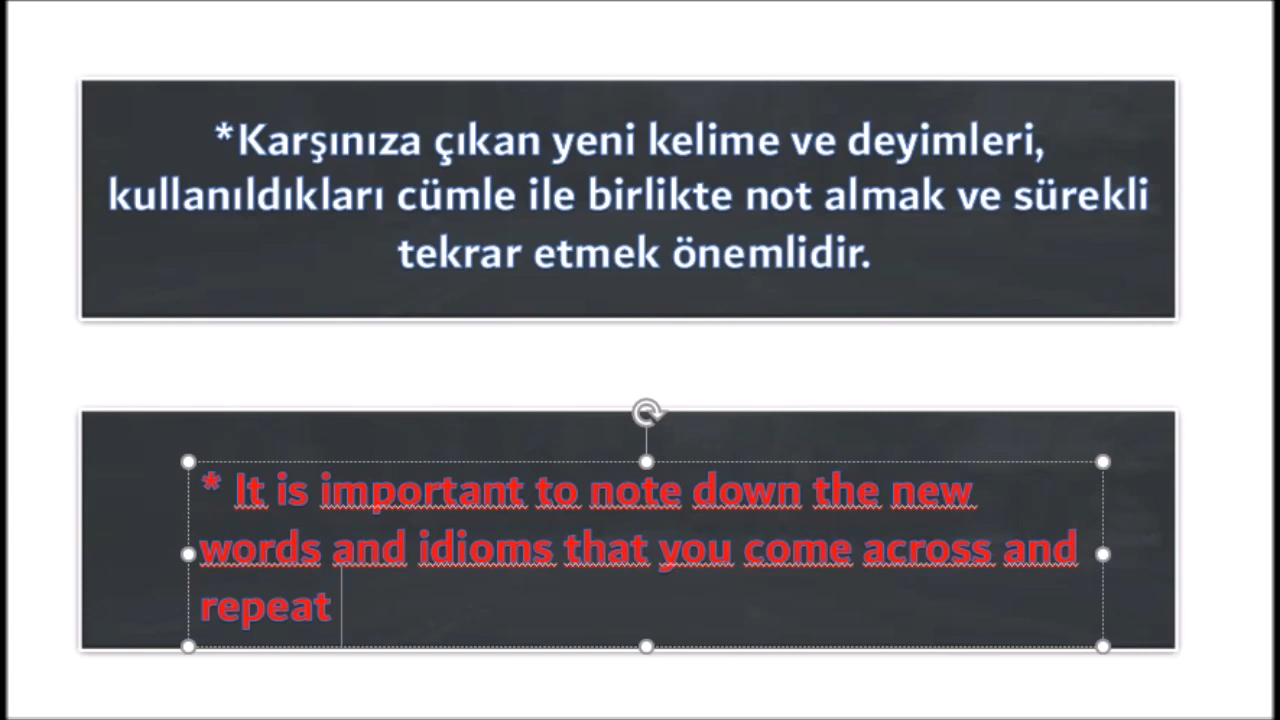 *Karşınıza çıkan yeni kelime ve deyimleri,
kullanıldıkları cümle ile birlikte not almak ve sürekli
tekrar etmek önemlidir.
* It is important to note down the new
words and idioms that you come across and
repeat